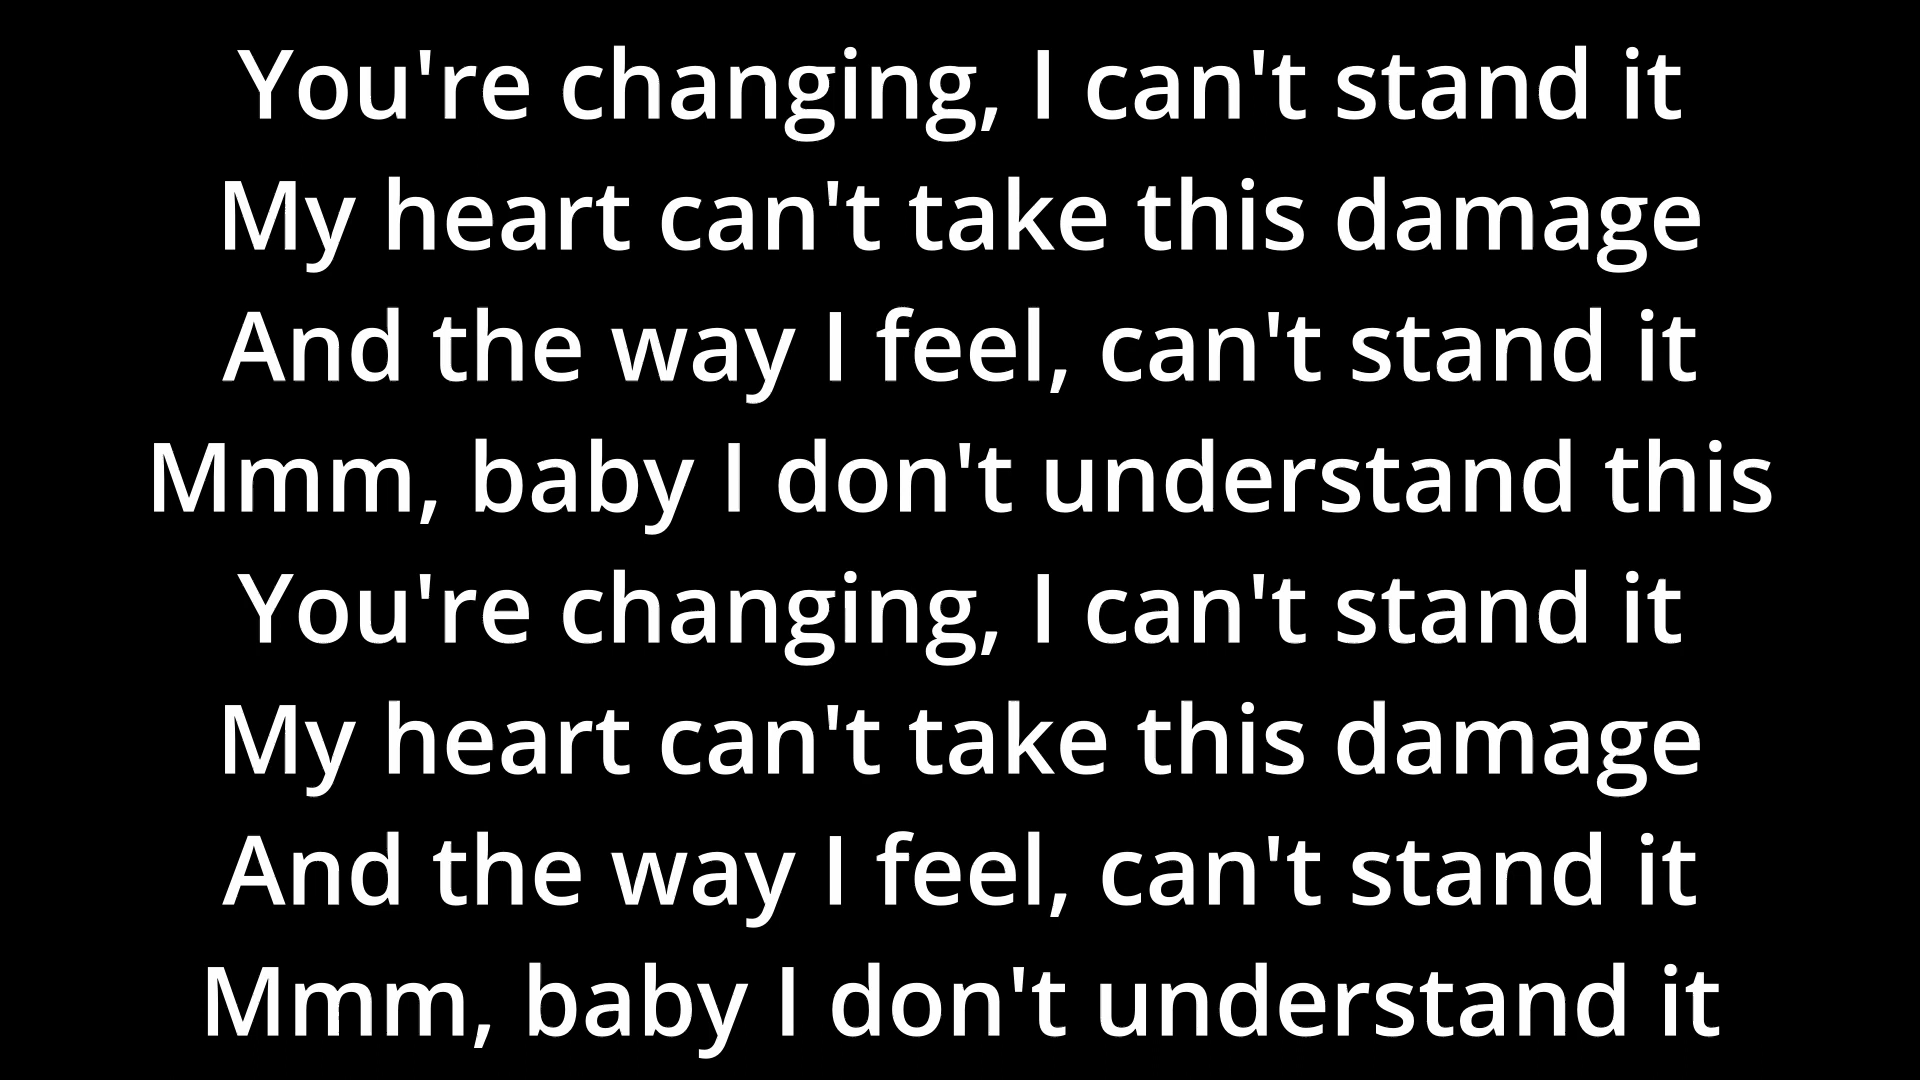 You're changing, I can't stand it
My heart can't take this damage
And the way I feel, can't stand it
Mmm, baby I don't understand this
You're changing, I can't stand it
My heart can't take this damage
And the way I feel, can't stand it
Mmm, baby I don't understand it